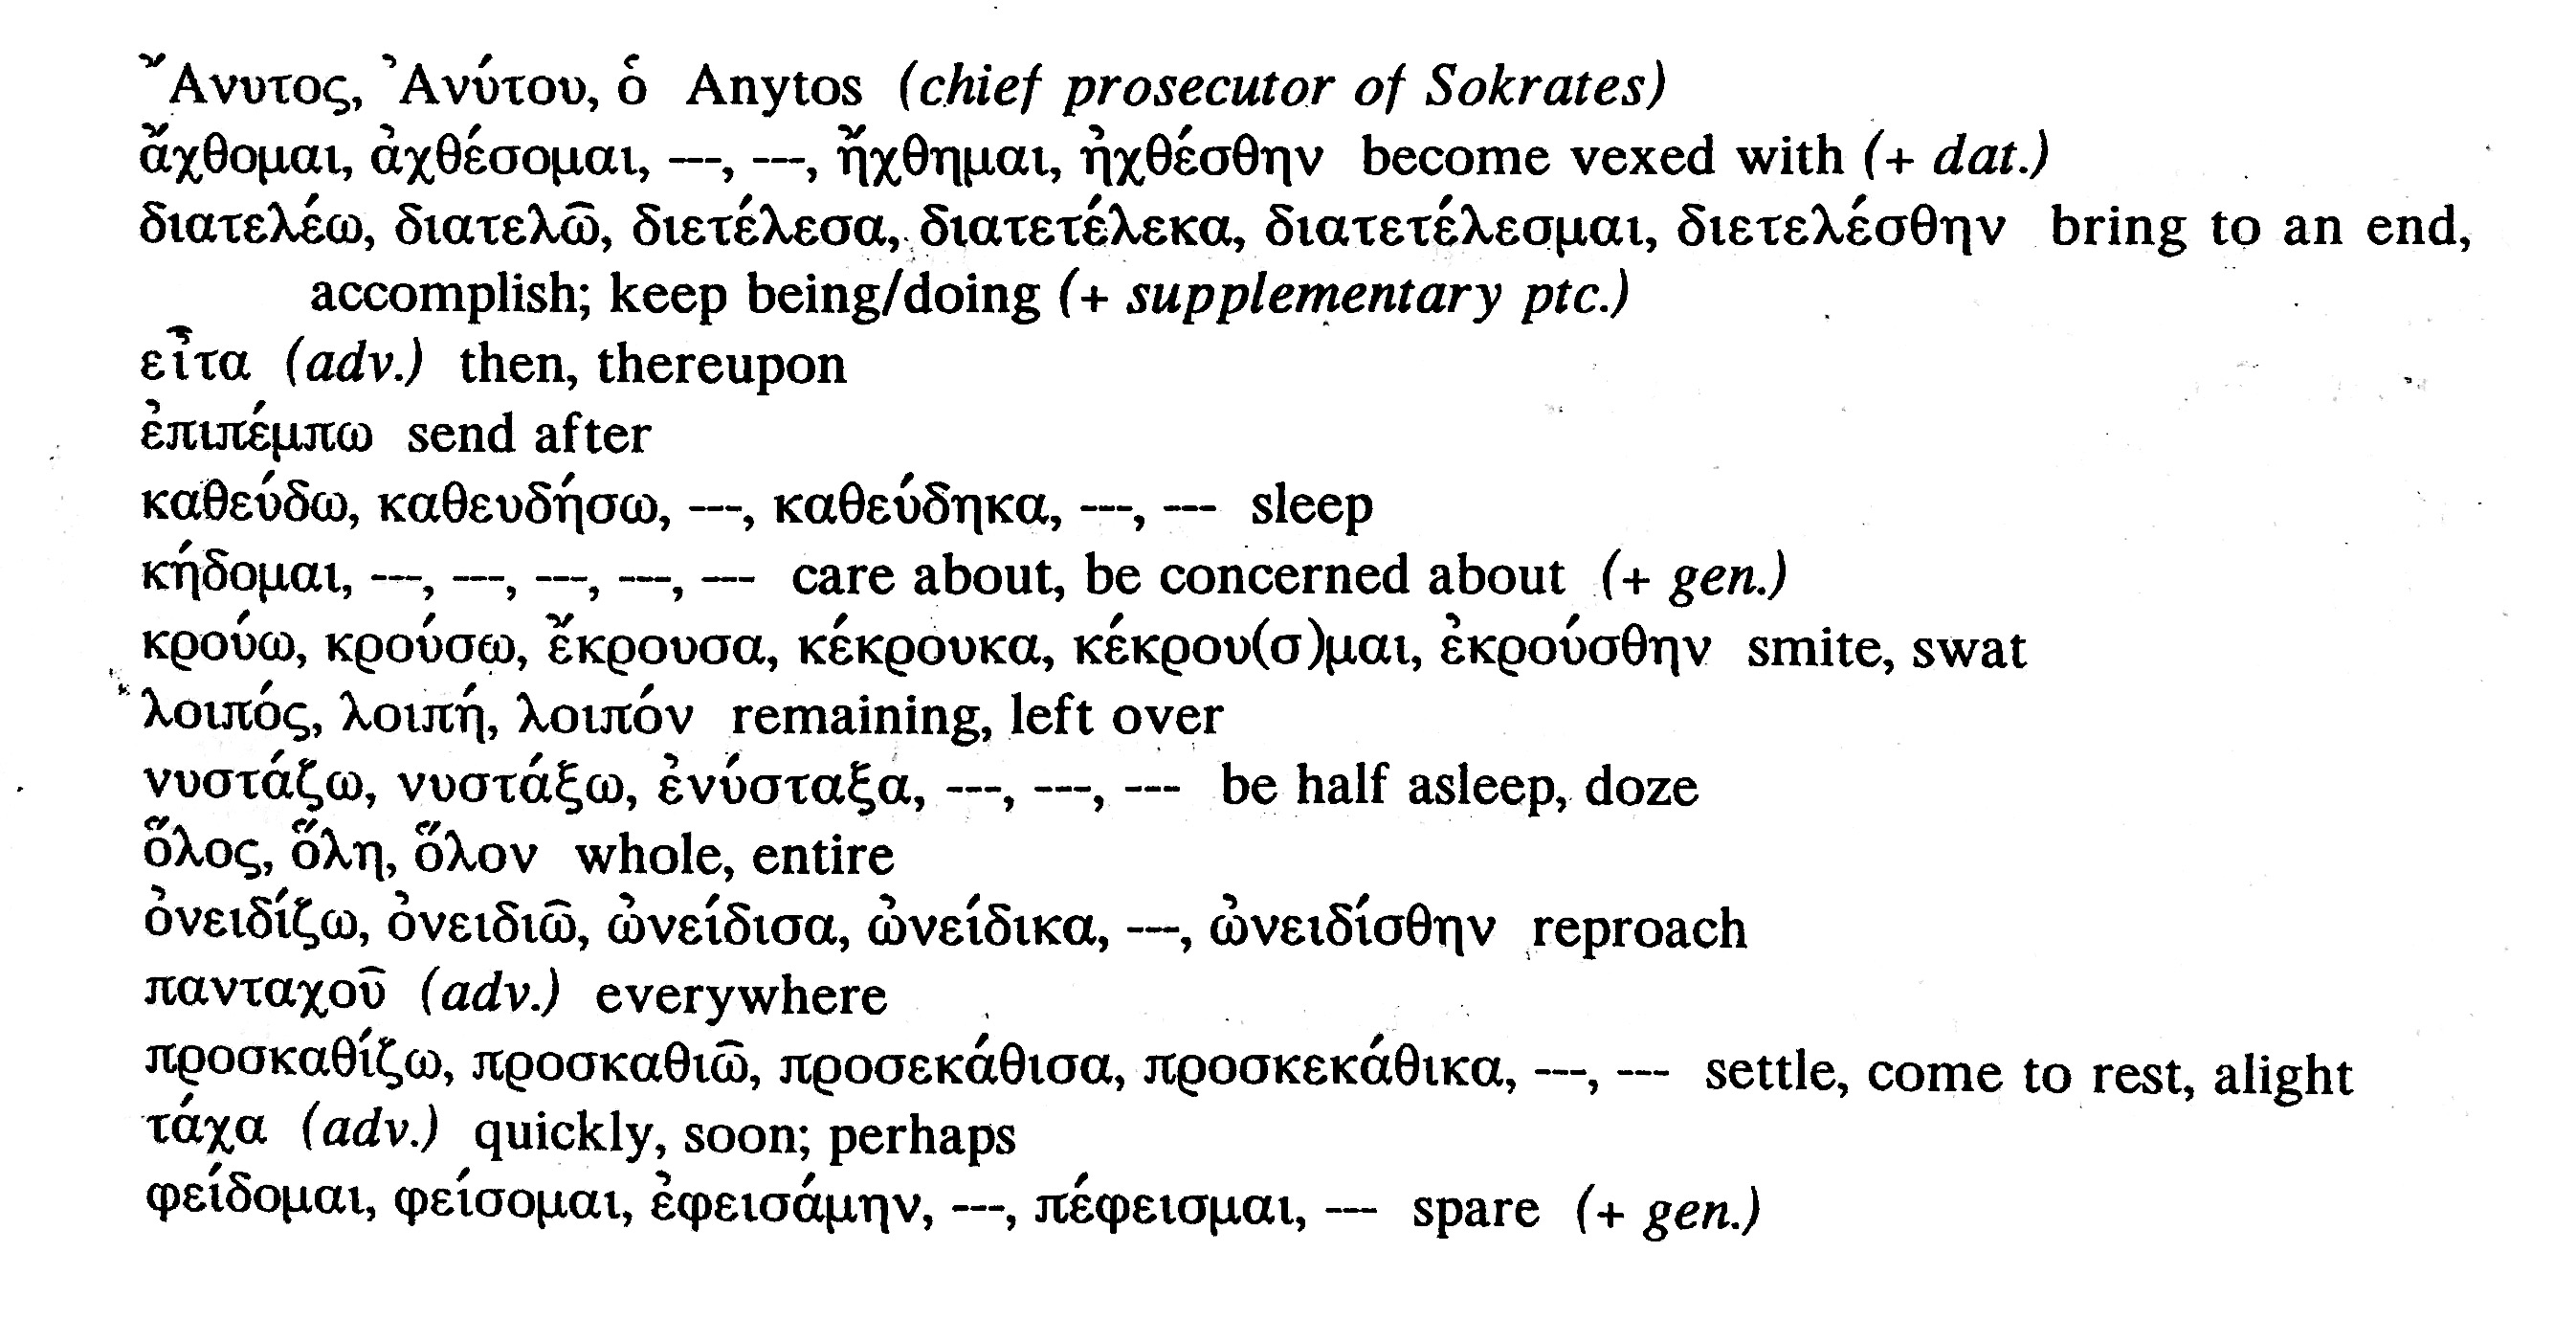 Ἄνυτος, Ἀνύτου, ὁ Anytos (chief prosecutor of Sokrates)
ἄχθομαι, ἀχθέσομαι, ---, ---, ἤχθημαι, ἠχθέσθην become vexed with (+ dat.)
διατελέω, διατελῶ, διετέλεσα, διατετέλεκα, διατετέλεσμαι, διετελέσθην bring to an end,
accomplish; keep being/doing (+ supplementary ptc.)
εἶτα (adv.) then, thereupon
ἐπιπέμπω send after
καθεύδω, καθευδήσω, ---, καθεύδηκα, ---, --- sleep
κήδομαι, ---, ---, ---, ---, --- care about, be concerned about (+ gen.)
κρούω, κρούσω, ἔκρουσα, κέκρουκα, κέκρου(σ)μαι, ἐκρούσθην smite, swat
λοιπός, λοιπή, λοιπόν remaining, left over
νυστάζω, νυστάξω, ἐνύσταξα, ---, ---, --- be half asleep, doze
ὅλος, ὅλη, ὅλον whole, entire
ὀνειδίζω, ὀνειδιῶ, ὠνείδισα, ὠνείδικα, ---, ὠνειδίσθην reproach
πανταχοῦ (adv.) everywhere
προσκαθίζω, προσκαθιῶ, προσεκάθισα, προσκεκάθικα, ---, --- settle, come to rest, alight
τάχα (adv.) quickly, soon; perhaps
φείδομαι, φείσομαι, ἐφεισάμην, ---, πέφεισμαι, --- spare (+ gen.)